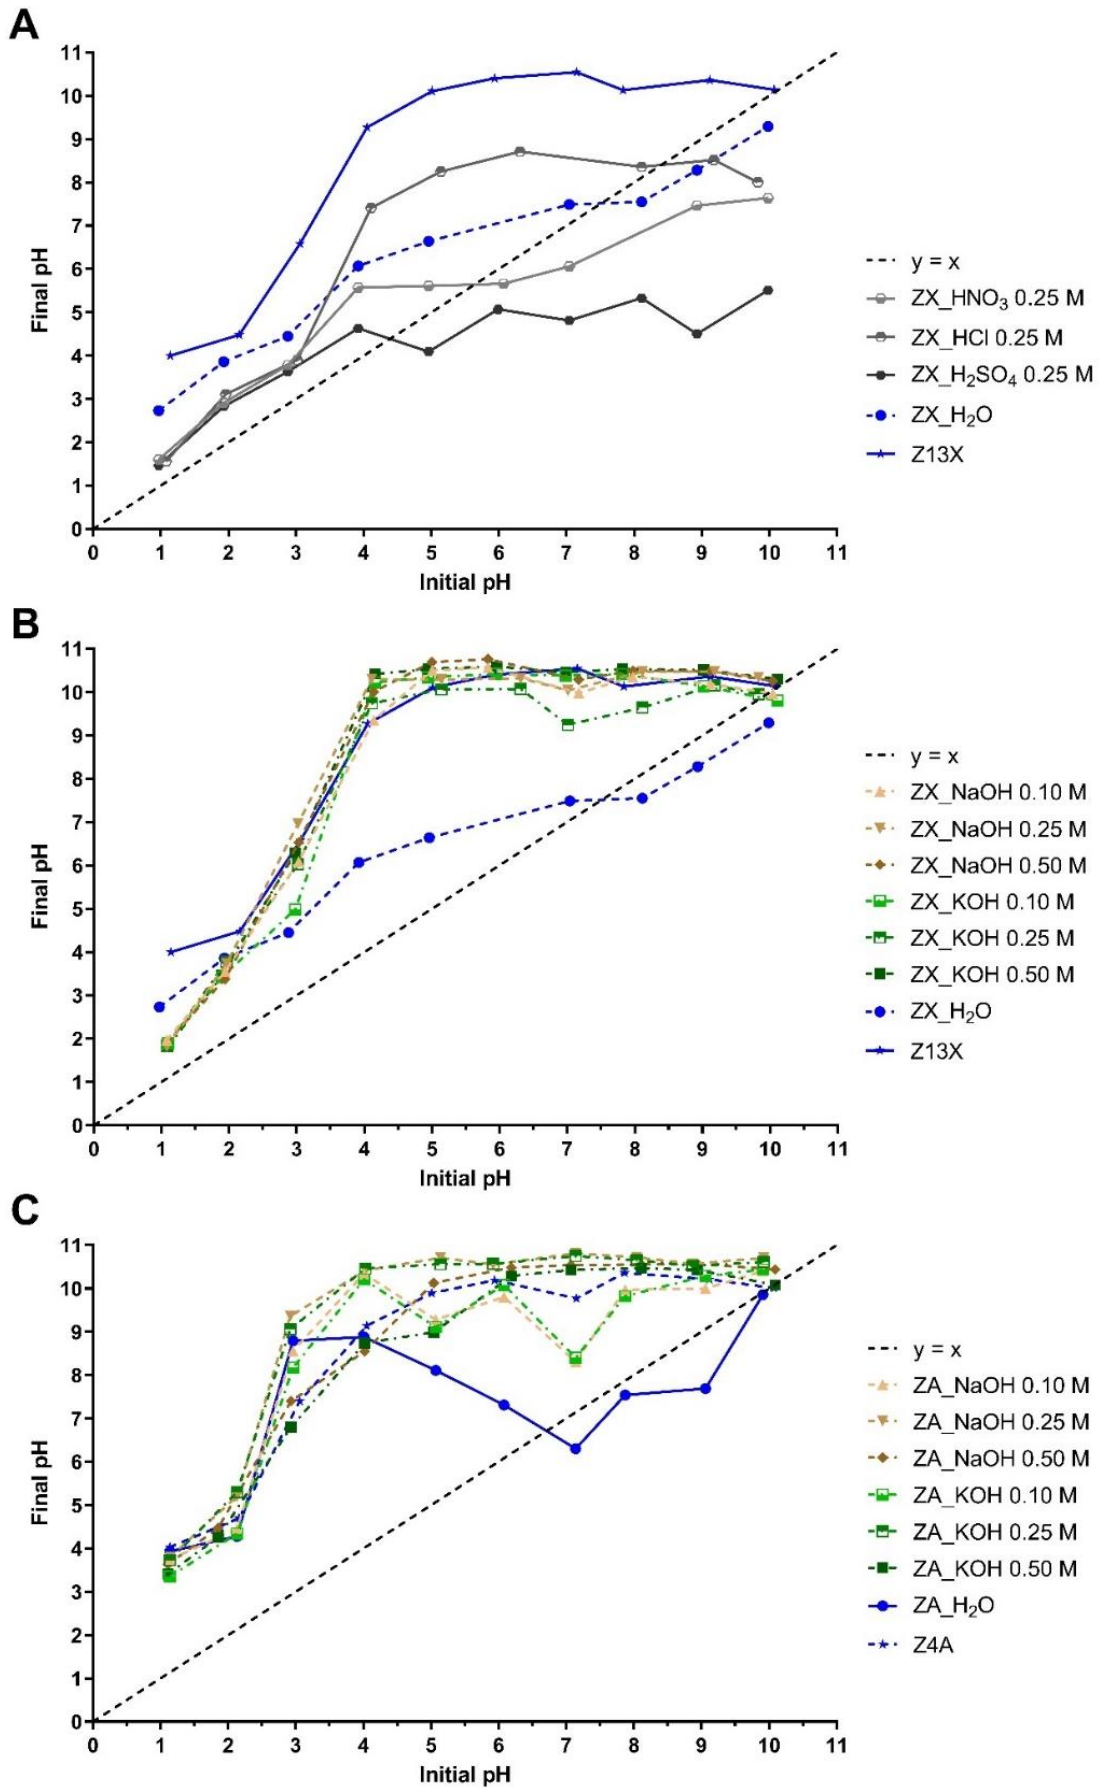 A
11
10
9
8
7
6
5
4
3
2
1
0
Final pH
0 1 2 3 4 5 6 7 8 9 10 11
Initial pH
y = x
ZX_HNO₃ 0.25 M
ZX_HCl 0.25 M
ZX_H₂SO₄ 0.25 M
ZX_H₂O
Z13X
B
11
10
9
8
7
6
5
4
3
2
1
0
Final pH
0 1 2 3 4 5 6 7 8 9 10 11
Initial pH
y = x
ZX_NaOH 0.10 M
ZX_NaOH 0.25 M
ZX_NaOH 0.50 M
ZX_KOH 0.10 M
ZX_KOH 0.25 M
ZX_KOH 0.50 M
ZX_H₂O
Z13X
C
11
10
9
8
7
6
5
4
3
2
1
0
Final pH
0 1 2 3 4 5 6 7 8 9 10 11
Initial pH
y = x
ZA_NaOH 0.10 M
ZA_NaOH 0.25 M
ZA_NaOH 0.50 M
ZA_KOH 0.10 M
ZA_KOH 0.25 M
ZA_KOH 0.50 M
ZA_H₂O
Z4A